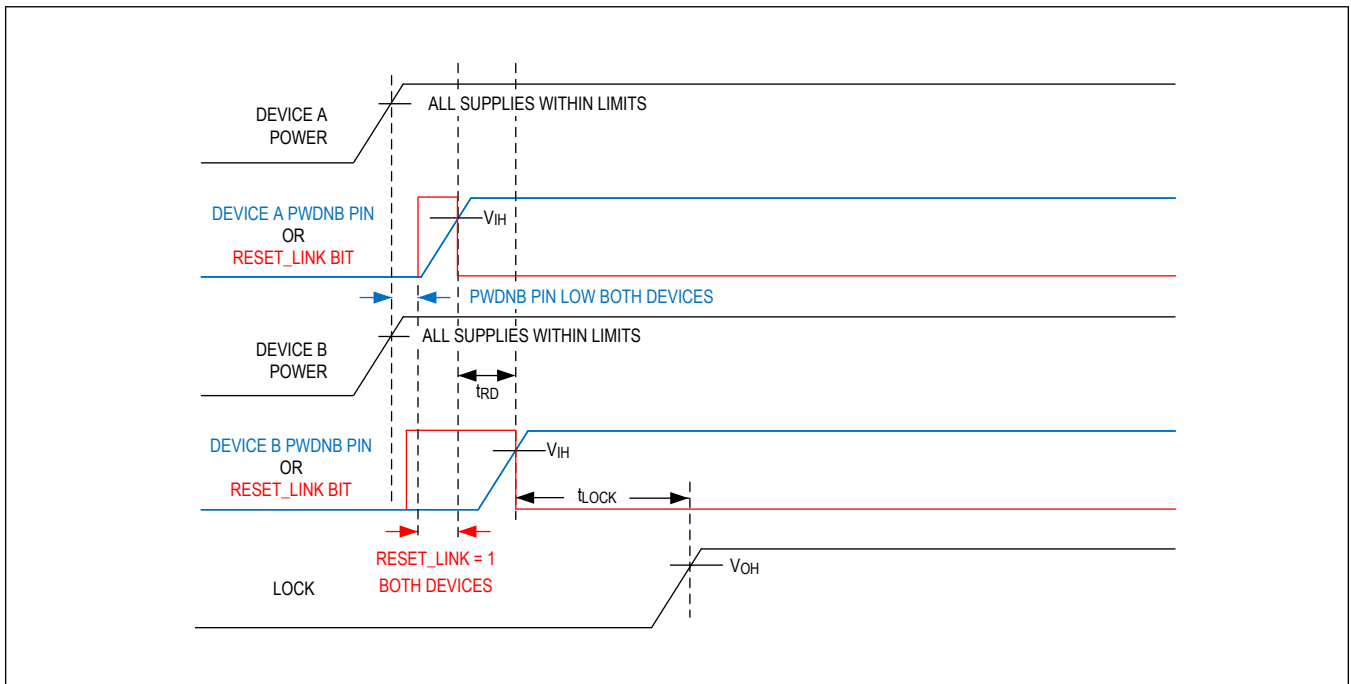 ALL SUPPLIES WITHIN LIMITS
DEVICE A
POWER
DEVICE A PWDNB PIN
OR
RESET_LINK BIT
VIH
PWDNB PIN LOW BOTH DEVICES
ALL SUPPLIES WITHIN LIMITS
DEVICE B
POWER
tRD
DEVICE B PWDNB PIN
OR
RESET_LINK BIT
VIH
tLOCK
RESET_LINK = 1
BOTH DEVICES
VOH
LOCK